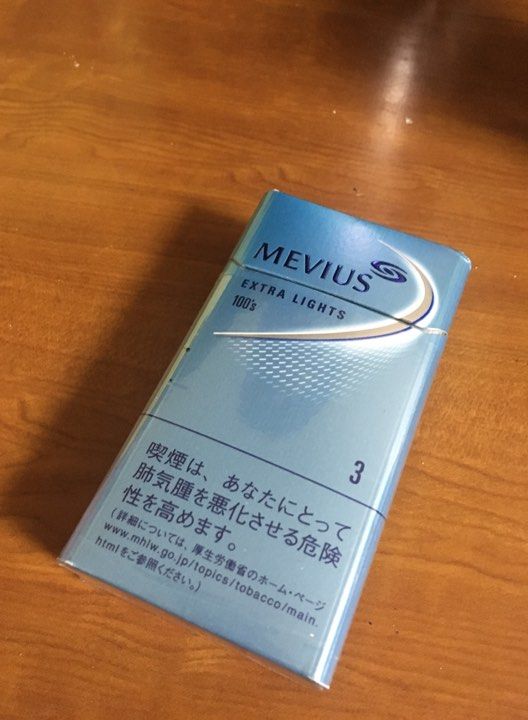 MEVIUS
EXTRA LIGHTS
100's
3
喫煙は、あなたにとって
肺気腫を悪化させる危険
性を高めます。
(詳細については、厚生労働省のホーム・ページ
www.mhlw.go.jp/topics/tobacco/main.
htmlをご参照ください。)